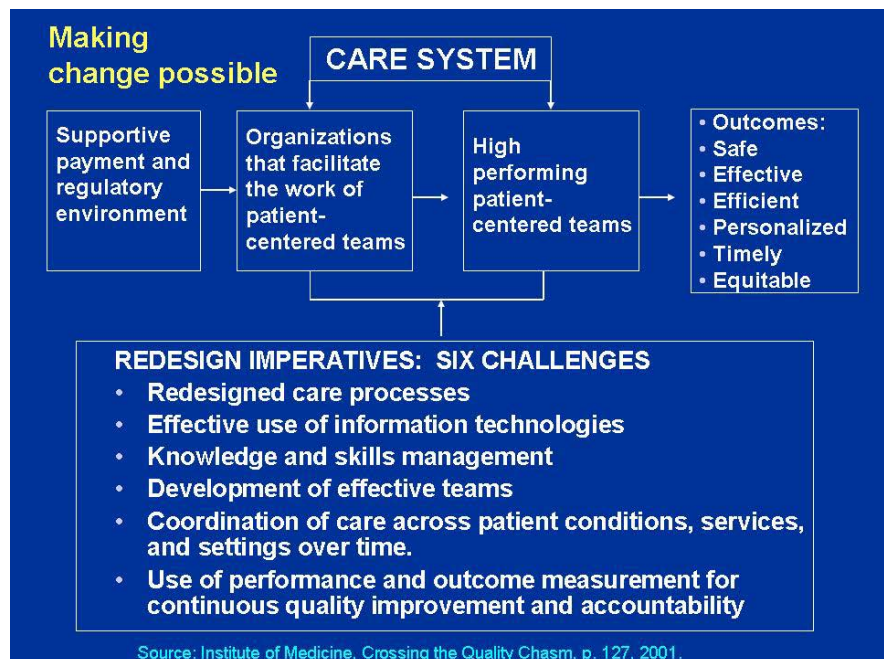 Making
change possible
CARE SYSTEM
Supportive
payment and
regulatory
environment
Organizations
that facilitate
the work of
patient-
centered teams
High
performing
patient-
centered teams
• Outcomes:
• Safe
• Effective
• Efficient
• Personalized
• Timely
• Equitable
REDESIGN IMPERATIVES: SIX CHALLENGES
• Redesigned care processes
• Effective use of information technologies
• Knowledge and skills management
• Development of effective teams
• Coordination of care across patient conditions, services,
and settings over time.
• Use of performance and outcome measurement for
continuous quality improvement and accountability
Source: Institute of Medicine, Crossing the Quality Chasm, p. 127, 2001.